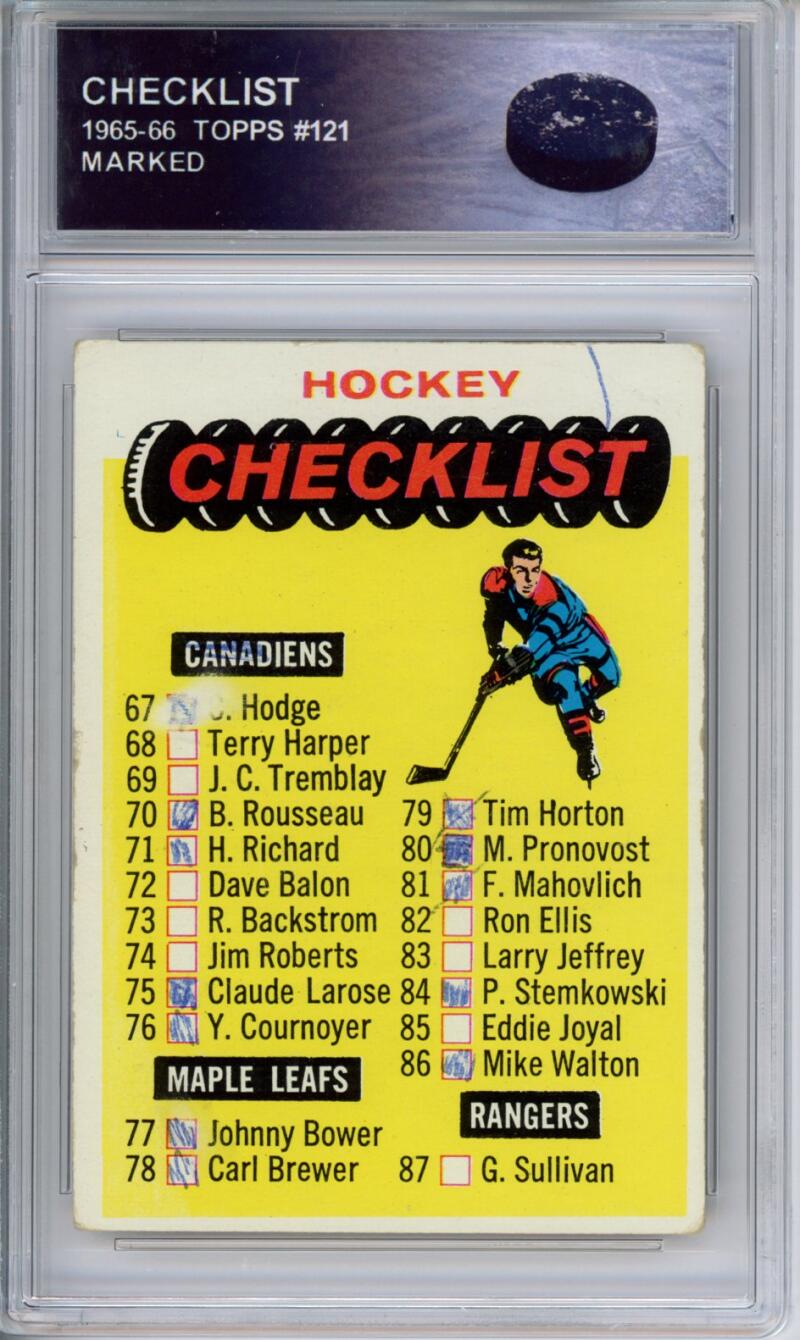 CHECKLIST
1965-66 TOPPS #121
MARKED
HOCKEY
CHECKLIST
CANADIENS
67 Hodge
68 Terry Harper
69 J. C. Tremblay
70 B. Rousseau
71 H. Richard
72 Dave Balon
73 R. Backstrom
74 Jim Roberts
75 Claude Larose
76 Y. Cournoyer
MAPLE LEAFS
77 Johnny Bower
78 Carl Brewer
79 Tim Horton
80 M. Pronovost
81 F. Mahovlich
82 Ron Ellis
83 Larry Jeffrey
84 P. Stemkowski
85 Eddie Joyal
86 Mike Walton
RANGERS
87 G. Sullivan